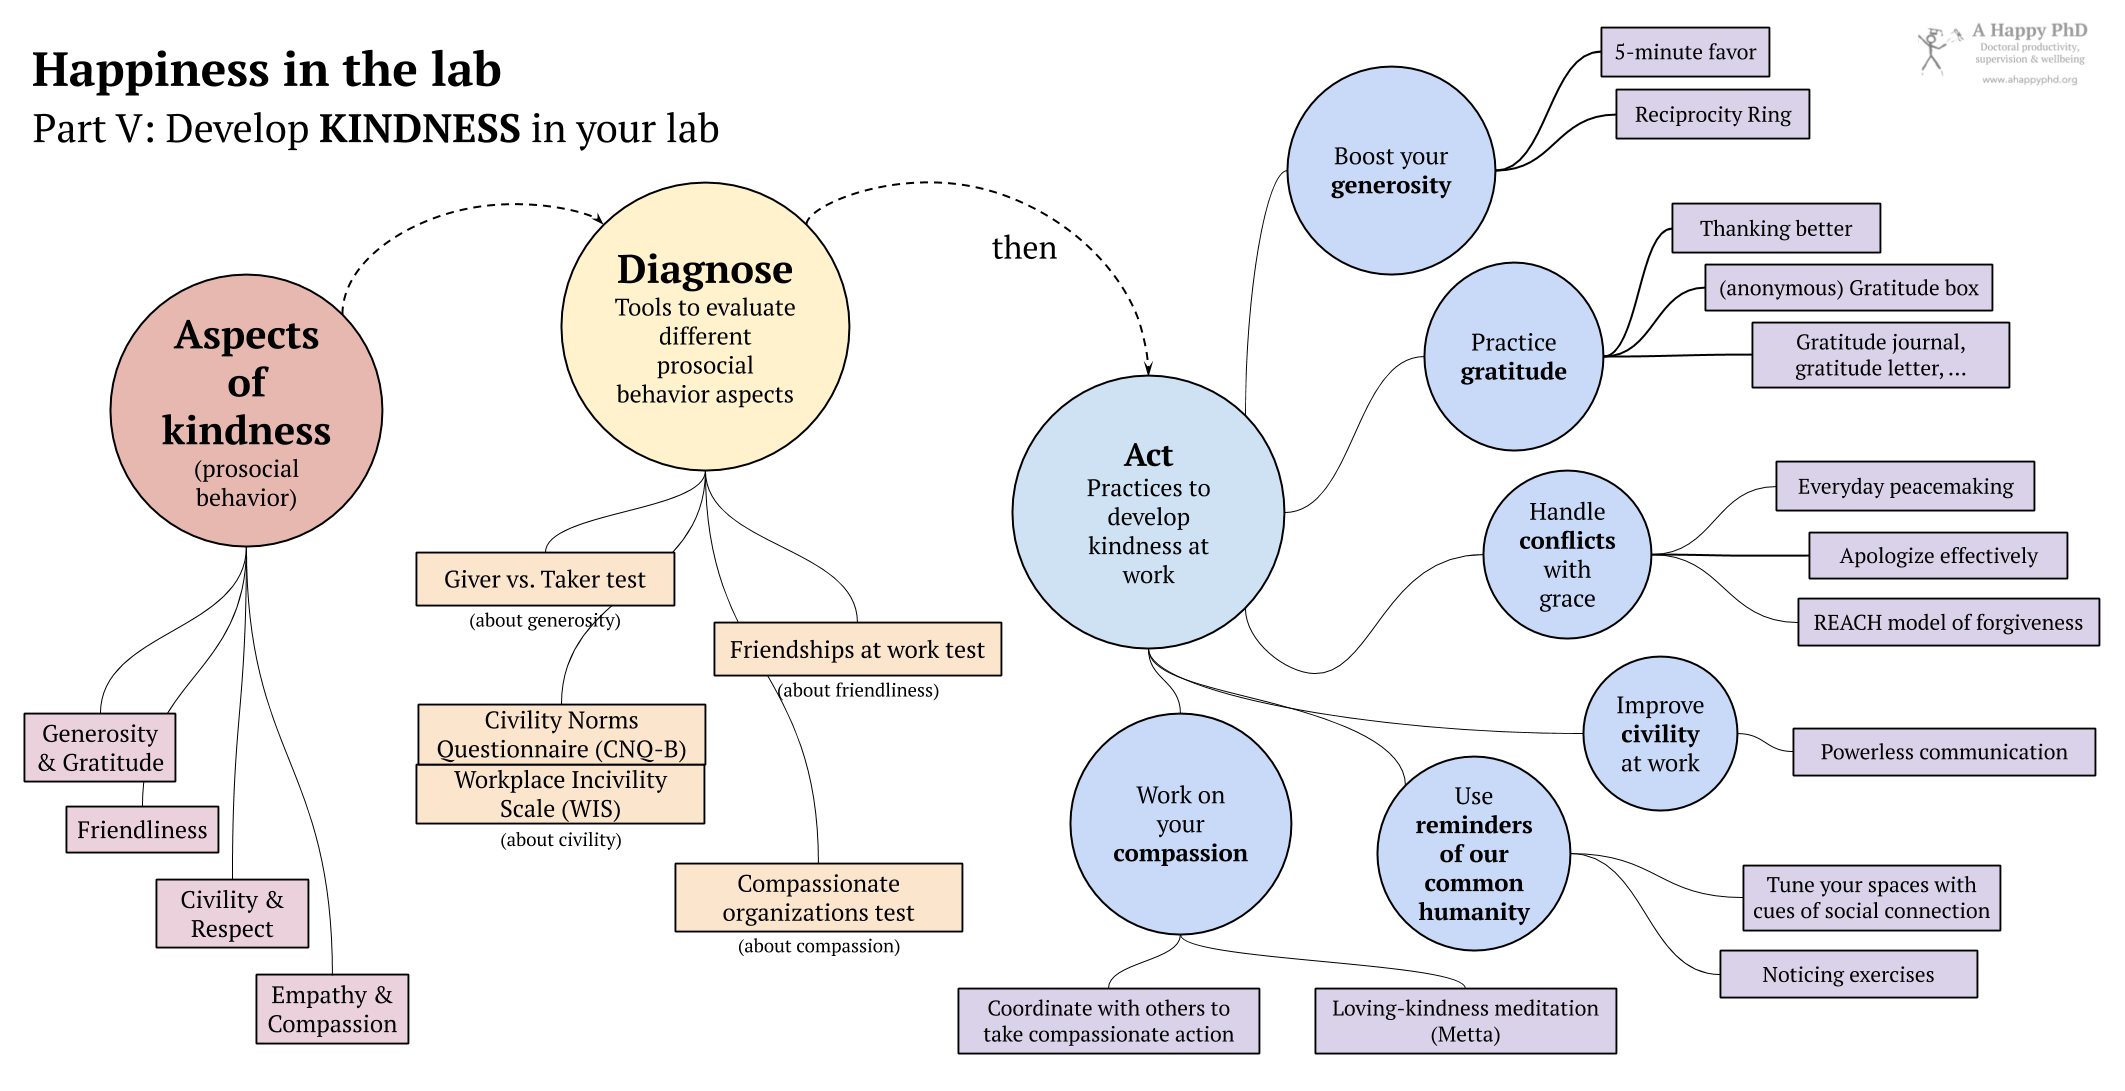 Happiness in the lab
Part V: Develop KINDNESS in your lab
A Happy PhD
Doctoral productivity,
supervision & wellbeing
www.ahappyphd.org
Aspects
of
kindness
(prosocial
behavior)
Generosity
& Gratitude
Friendliness
Civility &
Respect
Empathy &
Compassion
Diagnose
Tools to evaluate
different
prosocial
behavior aspects
Giver vs. Taker test
(about generosity)
Friendships at work test
(about friendliness)
Civility Norms
Questionnaire (CNQ-B)
Workplace Incivility
Scale (WIS)
(about civility)
Compassionate
organizations test
(about compassion)
then
Act
Practices to
develop
kindness at
work
Boost your
generosity
5-minute favor
Reciprocity Ring
Practice
gratitude
Thanking better
(anonymous) Gratitude box
Gratitude journal,
gratitude letter, ...
Handle
conflicts
with
grace
Everyday peacemaking
Apologize effectively
REACH model of forgiveness
Improve
civility
at work
Powerless communication
Use
reminders
of our
common
humanity
Tune your spaces with
cues of social connection
Noticing exercises
Work on
your
compassion
Coordinate with others to
take compassionate action
Loving-kindness meditation
(Metta)